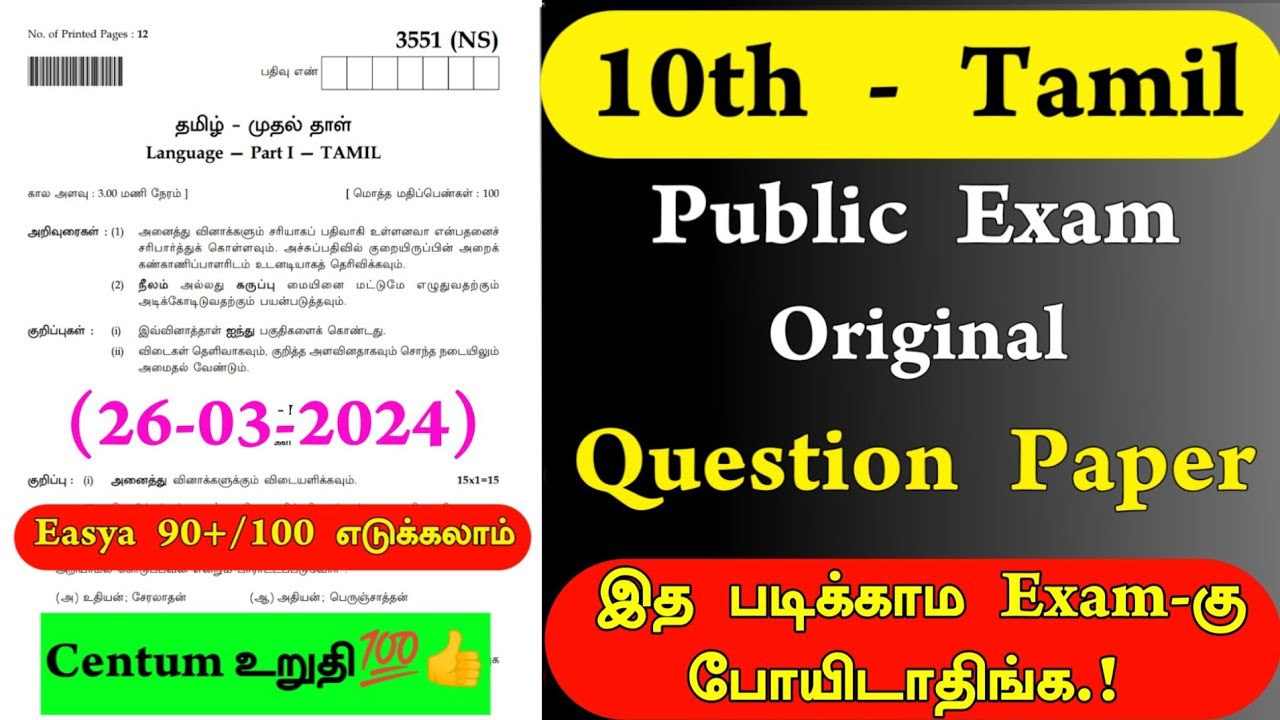 No. of Printed Pages : 12
3551 (NS)
பதிவு எண்
தமிழ் – முதல் தாள்
Language – Part I – TAMIL
கால அளவு : 3.00 மணி நேரம் ]
[ மொத்த மதிப்பெண்கள் : 100
அறிவுரைகள் : (1) அனைத்து வினாக்களும் சரியாகப் பதிவாகி உள்ளனவா என்பதனைச்
சரிபார்த்துக் கொள்ளவும். அச்சுப்பதிவில் குறையிருப்பின் அறைக்
கண்காணிப்பாளரிடம் உடனடியாகத் தெரிவிக்கவும்.
(2) நீலம் அல்லது கருப்பு மையினை மட்டுமே எழுதுவதற்கும்
அடிக்கோடிடுவதற்கும் பயன்படுத்தவும்.
குறிப்புகள் : (i) இவ்வினாத்தாள் ஐந்து பகுதிகளைக் கொண்டது.
(ii) விடைகள் தெளிவாகவும், குறித்த அளவினதாகவும் சொந்த நடையிலும்
அமைதல் வேண்டும்.
(26-03-2024)
குறிப்பு : (i) அனைத்து வினாக்களுக்கும் விடையளிக்கவும்.
15x1=15
Easya 90+/100 எடுக்கலாம்
(அ) உதியன்; சேரலாதன்
(ஆ) அதியன்; பெருஞ்சாத்தன்
Centum உறுதி💯👍
10th - Tamil
Public Exam
Original
Question Paper
இத படிக்காம Exam-கு
போயிடாதிங்க.!